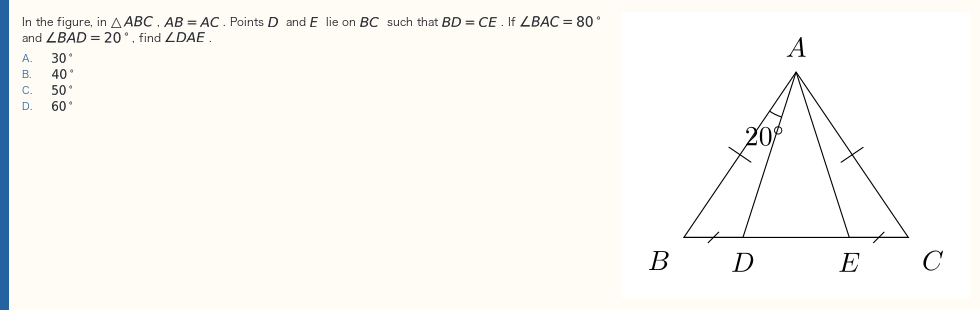 In the figure, in △ABC , AB = AC . Points D and E lie on BC such that BD = CE . If ∠BAC = 80°
and ∠BAD = 20° , find ∠DAE .
A. 30°
B. 40°
C. 50°
D. 60°
A
20°
B D E C